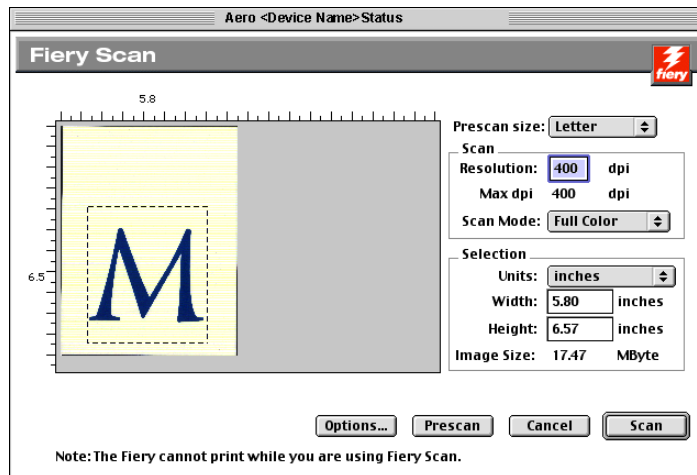 Aero <Device Name>Status
Fiery Scan
fiery
5.8
6.5
M
Prescan size: Letter
Scan
Resolution: 400 dpi
Max dpi 400 dpi
Scan Mode: Full Color
Selection
Units: inches
Width: 5.80 inches
Height: 6.57 inches
Image Size: 17.47 MByte
Options... Prescan Cancel Scan
Note: The Fiery cannot print while you are using Fiery Scan.